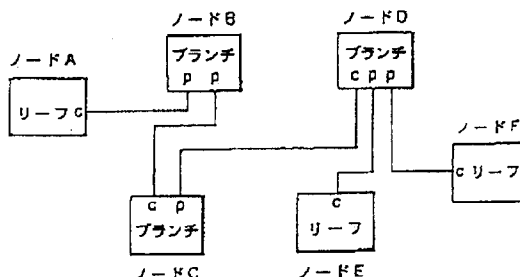 ノードB
ブランチ
p p
ノードD
ブランチ
c p p
ノードA
リーフ c
ノードF
c リーフ
c p
ブランチ
ノードC
c
リーフ
ノードE